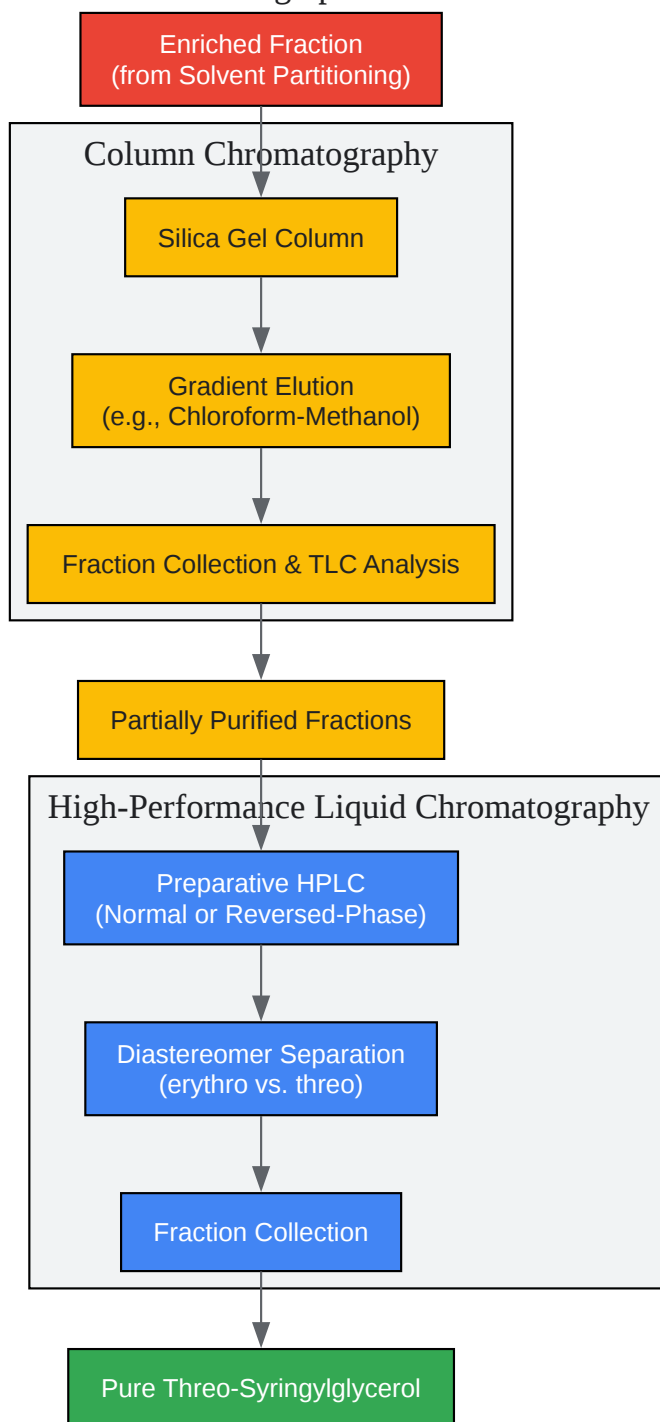 Enriched Fraction
(from Solvent Partitioning)
Column Chromatography
Silica Gel Column
Gradient Elution
(e.g., Chloroform-Methanol)
Fraction Collection & TLC Analysis
Partially Purified Fractions
High-Performance Liquid Chromatography
Preparative HPLC
(Normal or Reversed-Phase)
Diastereomer Separation
(erythro vs. threo)
Fraction Collection
Pure Threo-Syringylglycerol